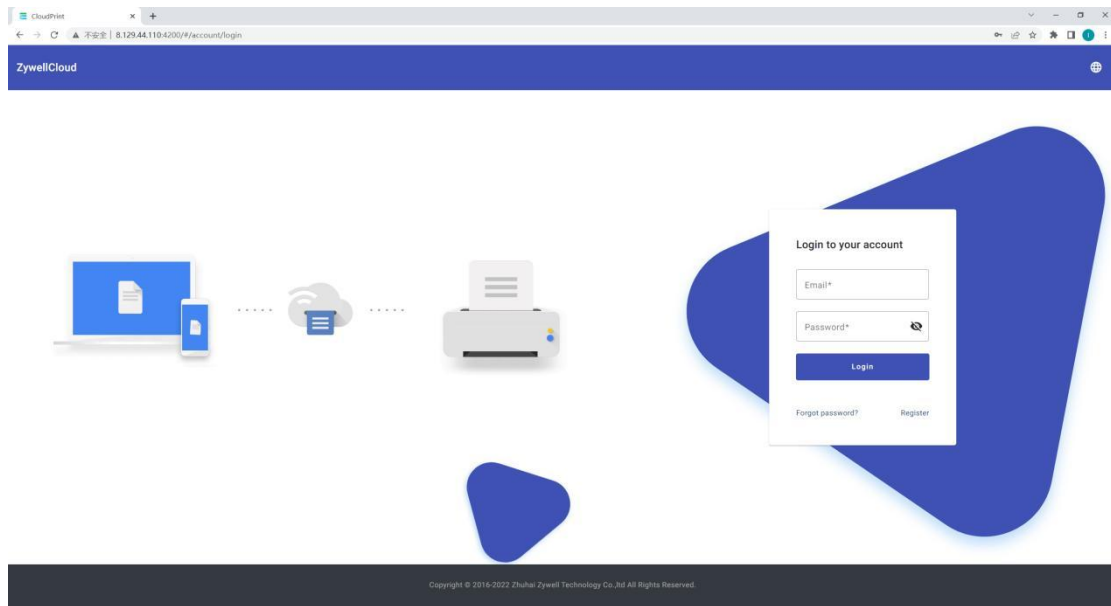 CloudPrint
不安全 | 8.129.44.110:4200/#/account/login
ZywellCloud
Login to your account
Email*
Password*
Login
Forgot password? Register
Copyright © 2016-2022 Zhuhai Zywell Technology Co.,ltd All Rights Reserved.